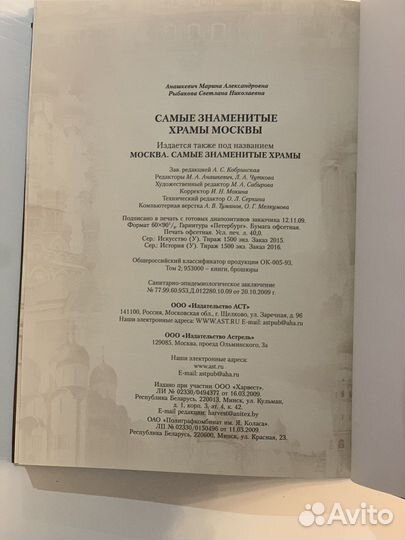 Анашкевич Марина Александровна
Рыбакова Светлана Николаевна
САМЫЕ ЗНАМЕНИТЫЕ
ХРАМЫ МОСКВЫ
Издается также под названием
МОСКВА. САМЫЕ ЗНАМЕНИТЫЕ ХРАМЫ
Зав. редакцией А. С. Кобринская
Редакторы М. А. Анашкевич, Л. А. Чуткова
Художественный редактор М. А. Сабирова
Корректор И. Н. Мокина
Технический редактор О. Л. Серкина
Компьютерная верстка А. В. Туманов, О. Г. Мелкумова
Подписано в печать с готовых диапозитивов заказчика 12.11.09.
Формат 60×90¹/₈. Гарнитура «Петербург». Бумага офсетная.
Печать офсетная. Усл. печ. л. 40,0.
Сер.: Искусство (У). Тираж 1500 экз. Заказ 2015.
Сер.: История (У). Тираж 1500 экз. Заказ 2016.
Общероссийский классификатор продукции ОК-005-93,
Том 2; 953000 – книги, брошюры
Санитарно-эпидемиологическое заключение
№ 77.99.60.953.Д.012280.10.09 от 20.10.2009 г.
ООО «Издательство АСТ»
141100, Россия, Московская обл., г. Щелково, ул. Заречная, д. 96
Наши электронные адреса: WWW.AST.RU E-mail: astpub@aha.ru
ООО «Издательство Астрель»
129085. Москва, проезд Ольминского, 3а
Наши электронные адреса:
www.ast.ru
E-mail: astpub@aha.ru
Издано при участии ООО «Харвест».
ЛИ № 02330/0494377 от 16.03.2009.
Республика Беларусь, 220013, Минск, ул. Кульман,
д. 1, корп. 3, эт. 4, к. 42.
E-mail редакции: harvest@anitex.by
ОАО «Полиграфкомбинат им. Я. Коласа».
ЛП № 02330/0150496 от 11.03.2009.
Республика Беларусь, 220600, Минск, ул. Красная, 23.
Avito